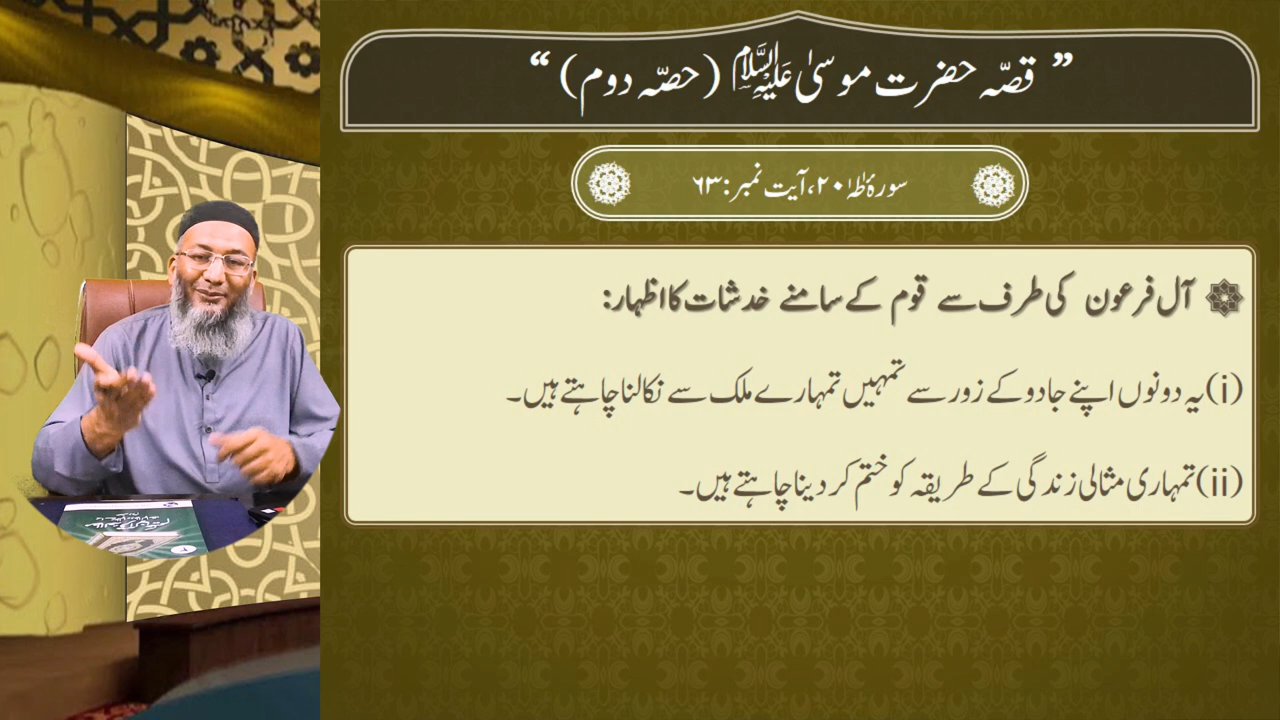 ” قصّہ حضرت موسیٰ عَلَیْہِ السَّلَام (حصّہ دوم) “
سورۂ طٰہٰ ۲۰، آیت نمبر: ۶۳
آل فرعون کی طرف سے قوم کے سامنے خدشات کا اظہار:
(i) یہ دونوں اپنے جادو کے زور سے تمہیں تمہارے ملک سے نکالنا چاہتے ہیں۔
(ii) تمہاری مثالی زندگی کے طریقہ کو ختم کر دینا چاہتے ہیں۔